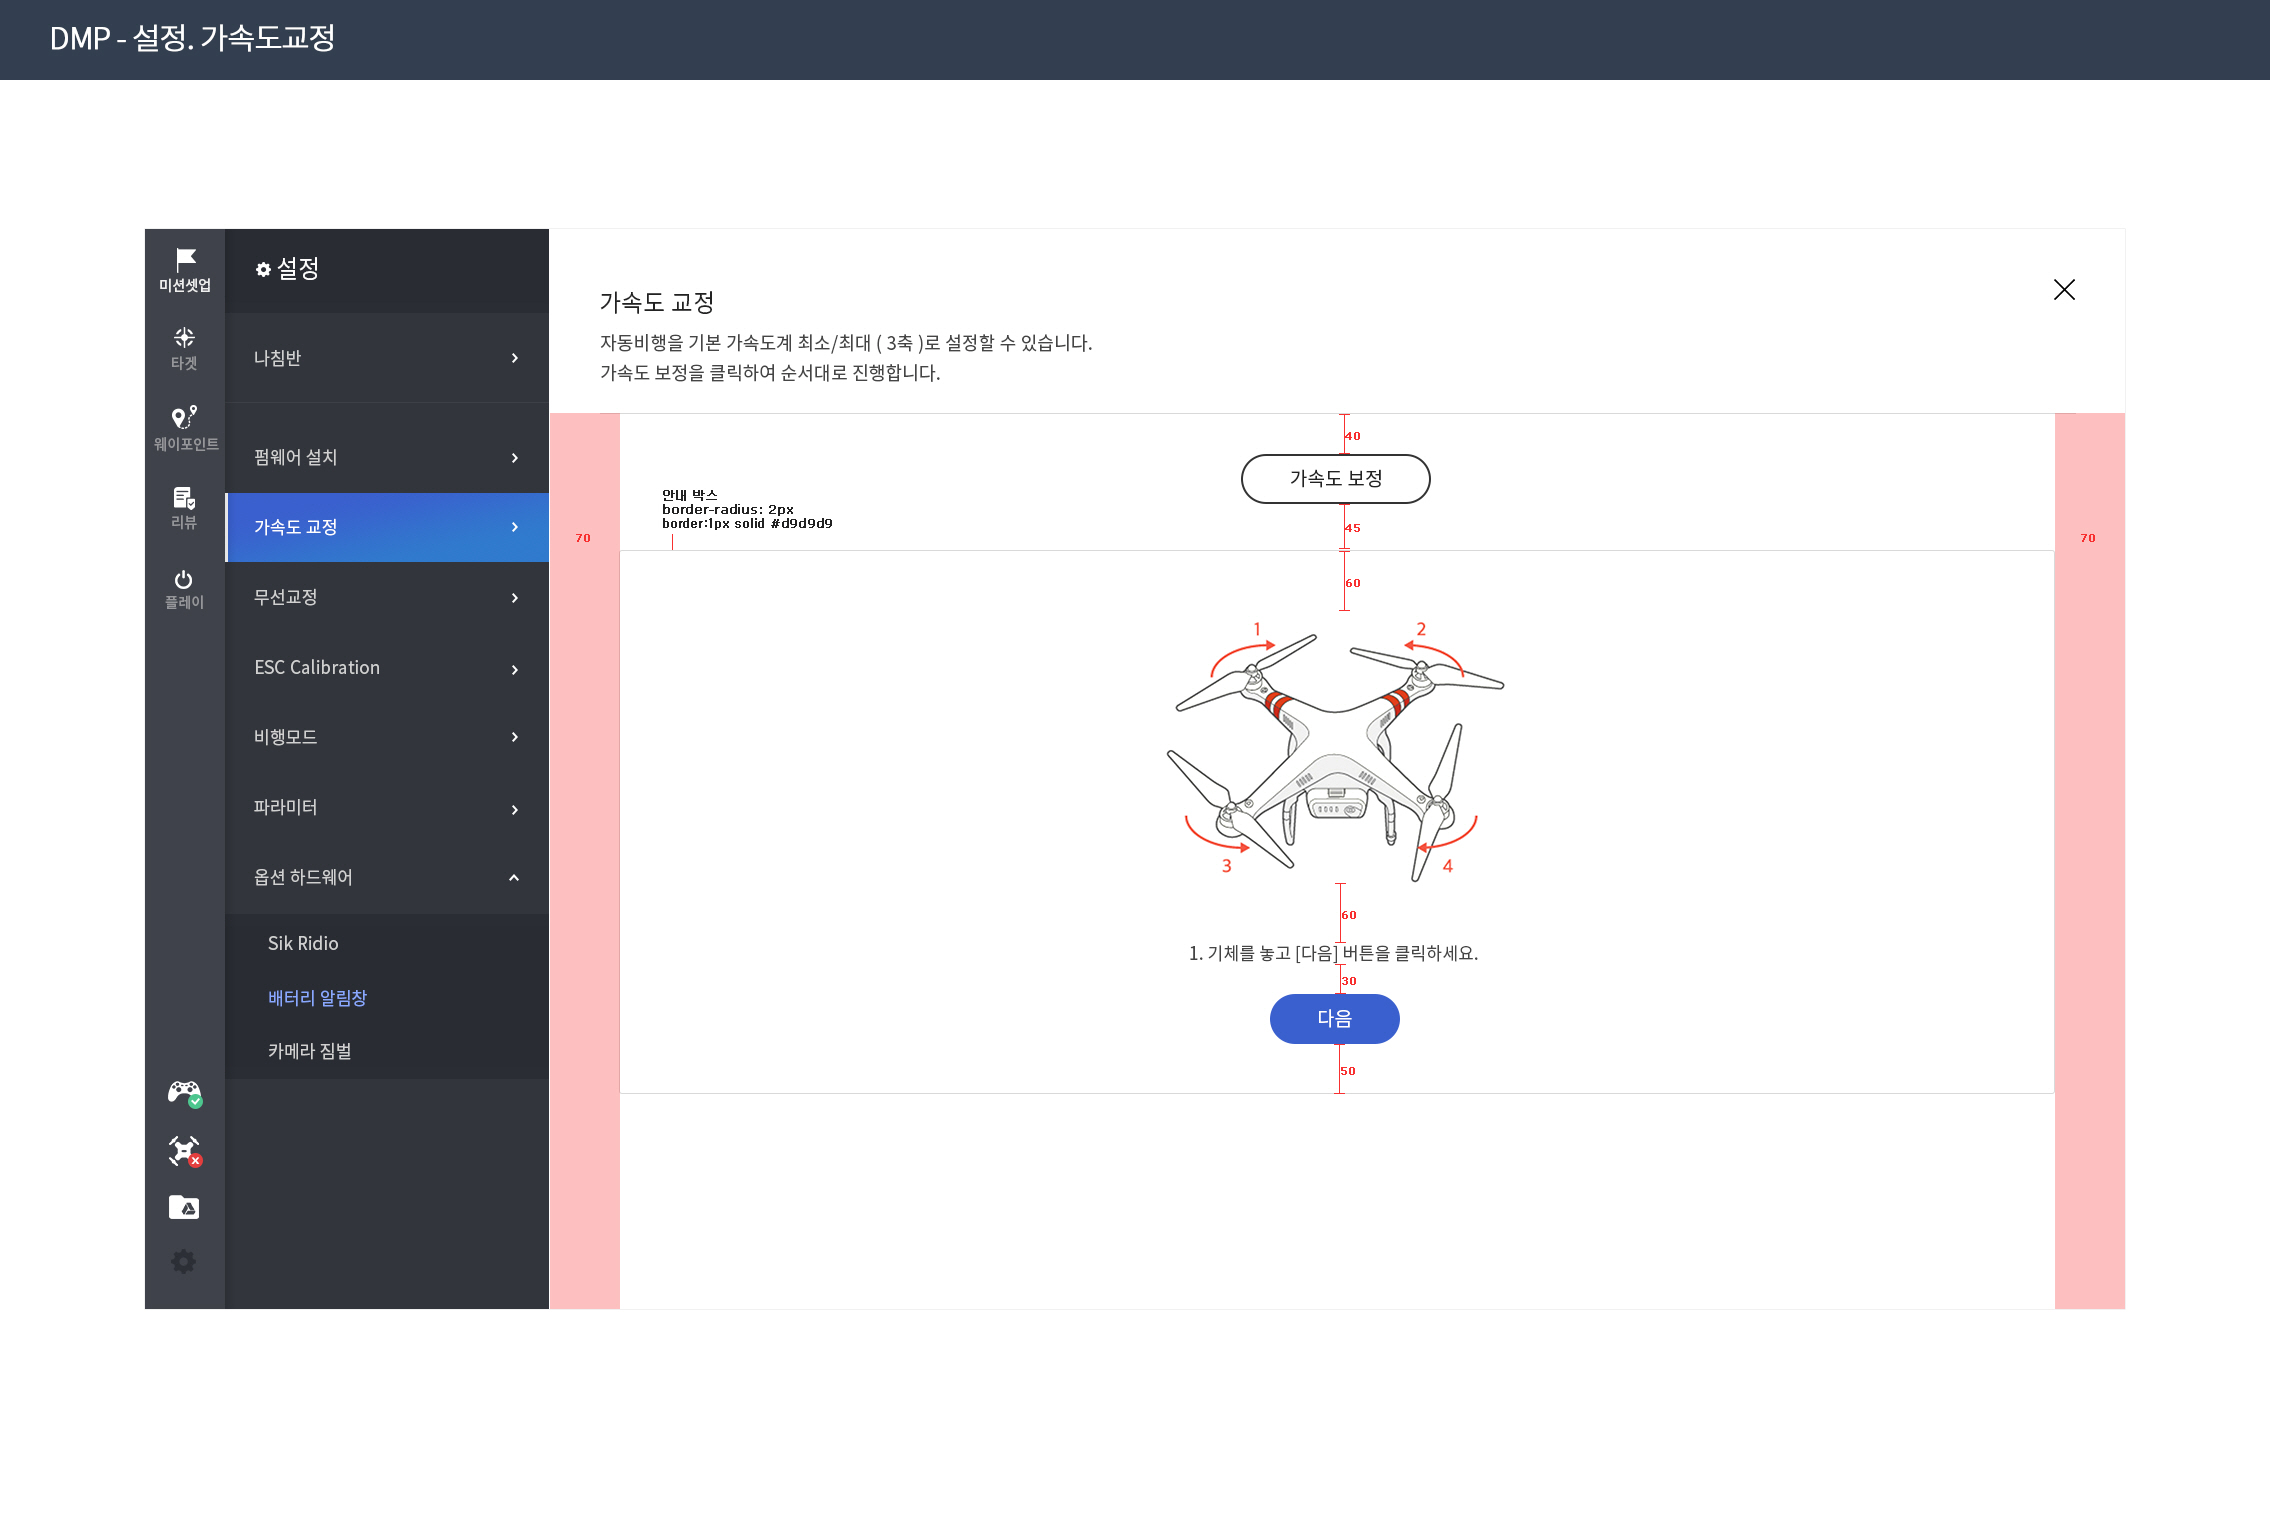 DMP - 설정. 가속도교정
미션셋업
타겟
웨이포인트
리뷰
플레이
설정
나침반
펌웨어 설치
가속도 교정
무선교정
ESC Calibration
비행모드
파라미터
옵션 하드웨어
Sik Ridio
배터리 알림창
카메라 짐벌
가속도 교정
자동비행을 기본 가속도계 최소/최대 ( 3축 )로 설정할 수 있습니다.
가속도 보정을 클릭하여 순서대로 진행합니다.
40
가속도 보정
안내 박스
border-radius: 2px
border:1px solid #d9d9d9
45
70
70
60
1
2
3
4
60
1. 기체를 놓고 [다음] 버튼을 클릭하세요.
30
다음
50